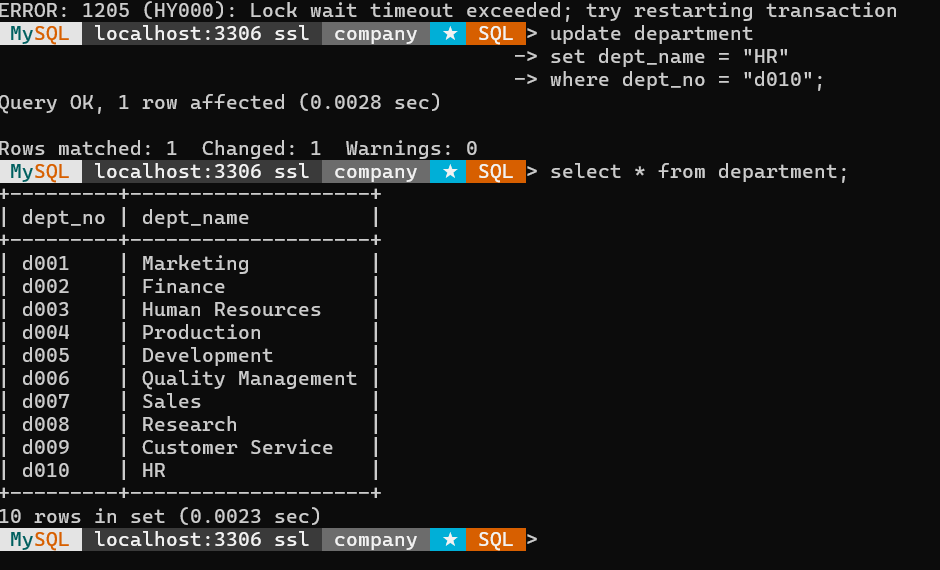 ERROR: 1205 (HY000): Lock wait timeout exceeded; try restarting transaction
MySQL localhost:3306 ssl company ★ SQL > update department
-> set dept_name = "HR"
-> where dept_no = "d010";
Query OK, 1 row affected (0.0028 sec)
Rows matched: 1  Changed: 1  Warnings: 0
MySQL localhost:3306 ssl company ★ SQL > select * from department;
+---------+--------------------+
| dept_no | dept_name          |
+---------+--------------------+
| d001    | Marketing          |
| d002    | Finance            |
| d003    | Human Resources    |
| d004    | Production         |
| d005    | Development        |
| d006    | Quality Management |
| d007    | Sales              |
| d008    | Research           |
| d009    | Customer Service   |
| d010    | HR                 |
+---------+--------------------+
10 rows in set (0.0023 sec)
MySQL localhost:3306 ssl company ★ SQL >